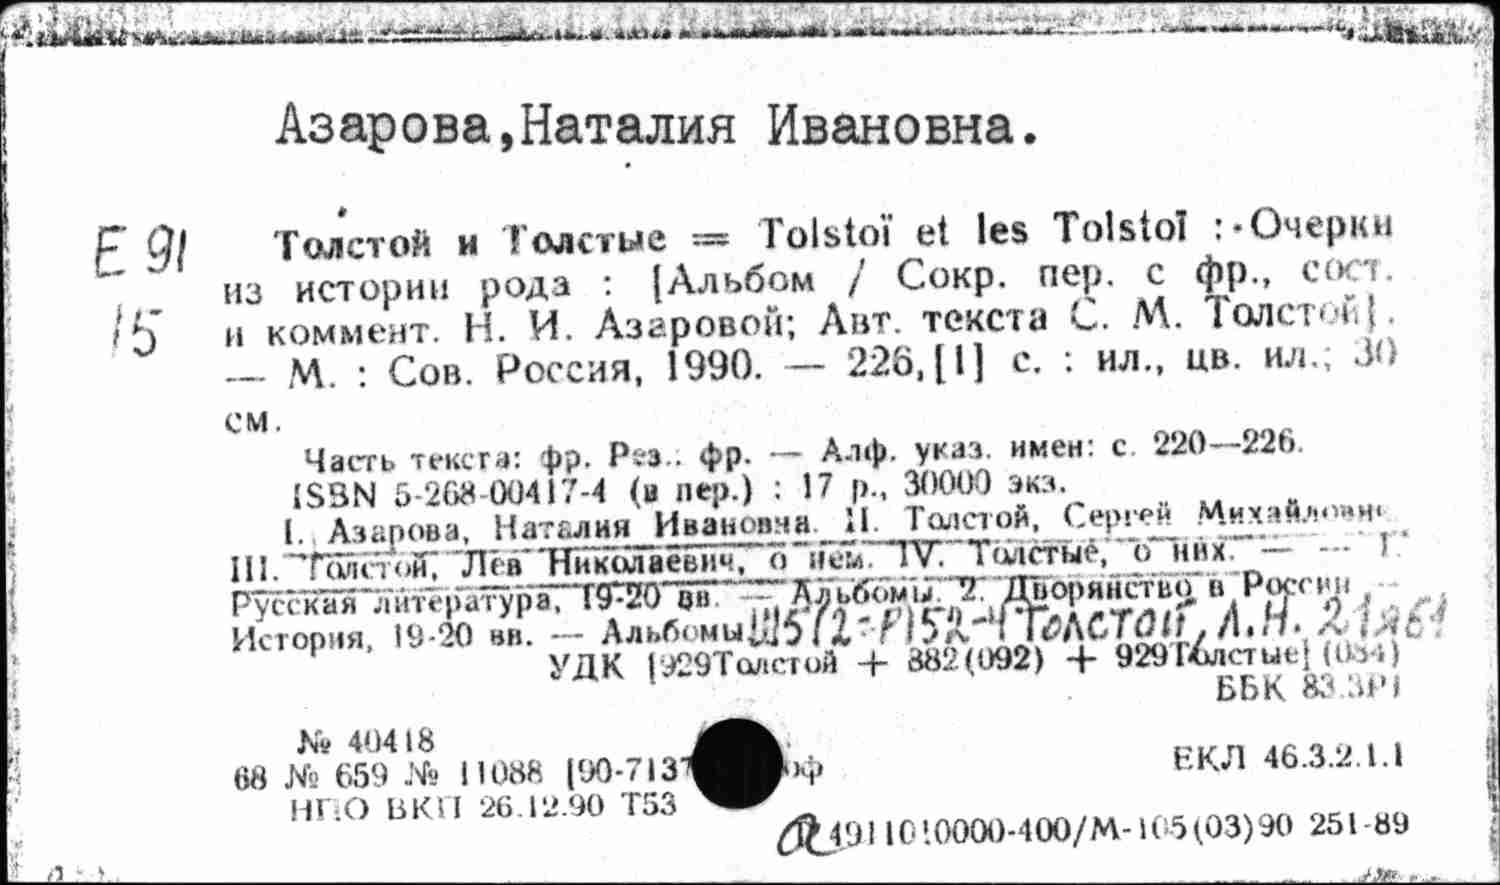 Азарова,Наталия Ивановна.
Е 91
15
Толстой и Толстые = Tolstoï et les Tolstoï : Очерки
из истории рода : [Альбом / Сокр. пер. с фр., сост.
и коммент. Н. И. Азаровой; Авт. текста С. М. Толстой].
— М. : Сов. Россия, 1990. — 226,[1] с. : ил., цв. ил.; 30
см.
Часть текста: фр. Рез.: фр. — Алф. указ. имен: с. 220—226.
ISBN 5-268-00417-4 (в пер.) : 17 р., 30000 экз.
I. Азарова, Наталия Ивановна. II. Толстой, Сергей Михайлович.
III. Толстой, Лев Николаевич, о нем. IV. Толстые, о них. — — 1.
Русская литература, 19-20 вв. — Альбомы. 2. Дворянство в России —
История, 19-20 вв. — Альбомы Ш5(2=Р)52-4 Толстой, Л.Н. 21я61
УДК [929Толстой + 882(092) + 929Толстые] (084)
ББК 83.3Р1
№ 40418
68 № 659 № 11088 [90-7137 оф
ЕКЛ 46.3.2.1.1
НПО ВКП 26.12.90 Т53
4911010000-400/М-105(03)90 251-89